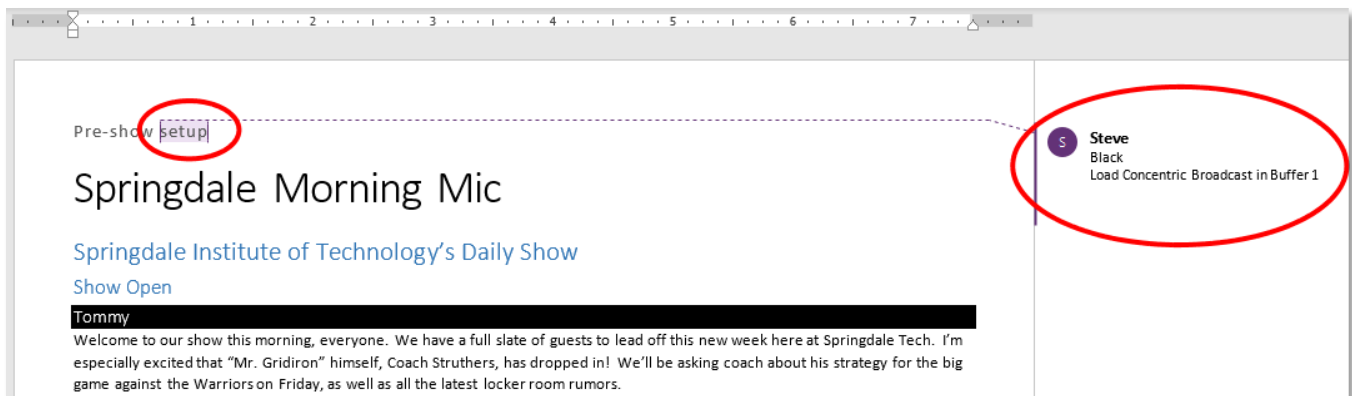 1 2 3 4 5 6 7
Pre-show setup
S Steve
Black
Load Concentric Broadcast in Buffer 1
Springdale Morning Mic
Springdale Institute of Technology’s Daily Show
Show Open
Tommy
Welcome to our show this morning, everyone. We have a full slate of guests to lead off this new week here at Springdale Tech. I’m
especially excited that “Mr. Gridiron” himself, Coach Struthers, has dropped in! We’ll be asking coach about his strategy for the big
game against the Warriors on Friday, as well as all the latest locker room rumors.